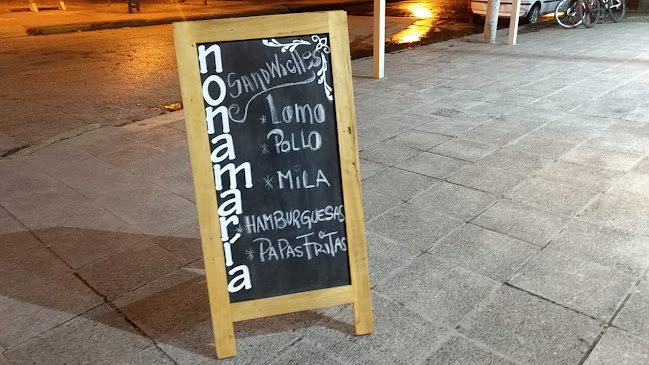 nonamaría
SANDWICHES
* Lomo
* POLLO
* MILA
* HAMBURGUESAS
* PAPAS FRITAS